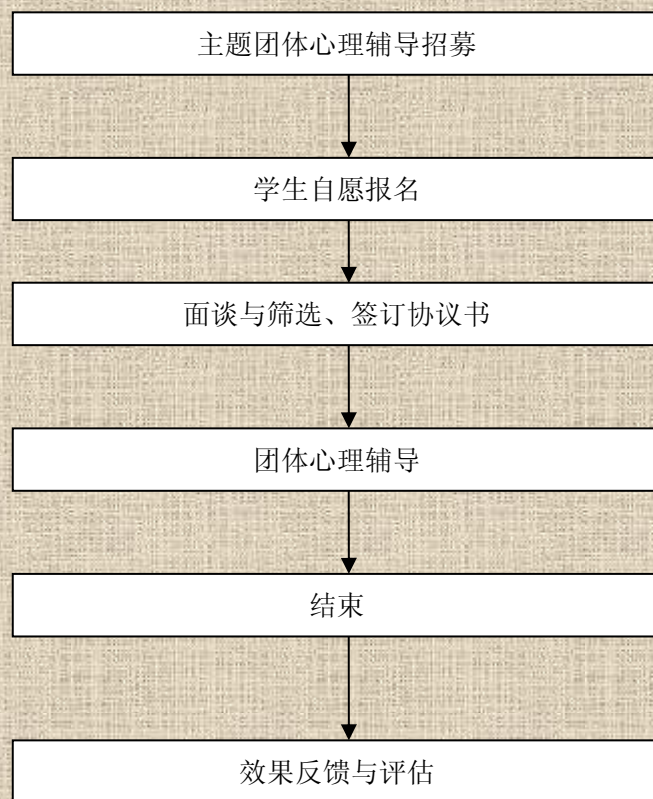 主题团体心理辅导招募
学生自愿报名
面谈与筛选、签订协议书
团体心理辅导
结束
效果反馈与评估